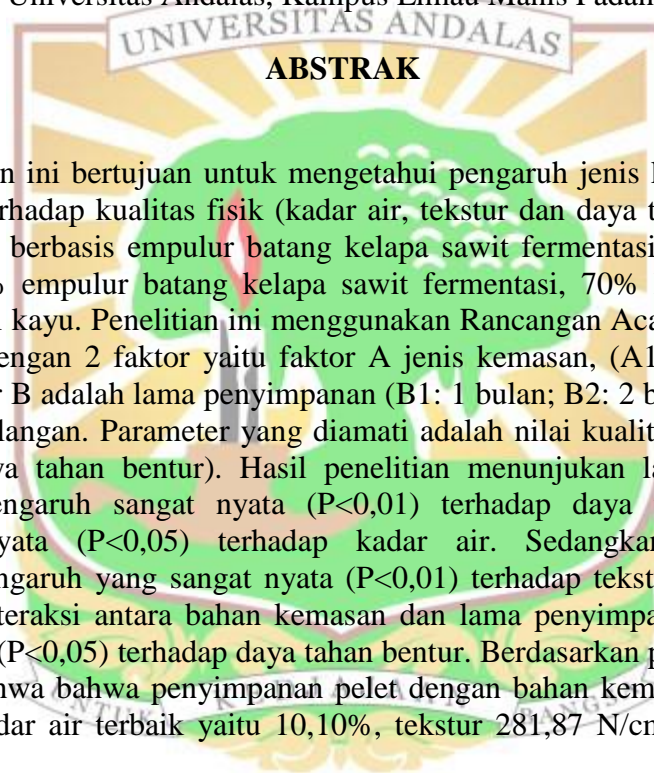 Universitas Andalas, Kampus Limau Manis Padan
UNIVERSITAS ANDALAS
ABSTRAK
n ini bertujuan untuk mengetahui pengaruh jenis
rhadap kualitas fisik (kadar air, tekstur dan daya t
berbasis empulur batang kelapa sawit fermentasi
empulur batang kelapa sawit fermentasi, 70%
kayu. Penelitian ini menggunakan Rancangan Aca
engan 2 faktor yaitu faktor A jenis kemasan, (A1
r B adalah lama penyimpanan (B1: 1 bulan; B2: 2 b
langan. Parameter yang diamati adalah nilai kualit
ya tahan bentur). Hasil penelitian menunjukan la
engaruh sangat nyata (P<0,01) terhadap daya
yata (P<0,05) terhadap kadar air. Sedangkan
ngaruh yang sangat nyata (P<0,01) terhadap tekst
teraksi antara bahan kemasan dan lama penyimpa
(P<0,05) terhadap daya tahan bentur. Berdasarkan p
hwa bahwa penyimpanan pelet dengan bahan kem
UNTUK KEDJAJAAN BANGSA
dar air terbaik yaitu 10,10%, tekstur 281,87 N/cm